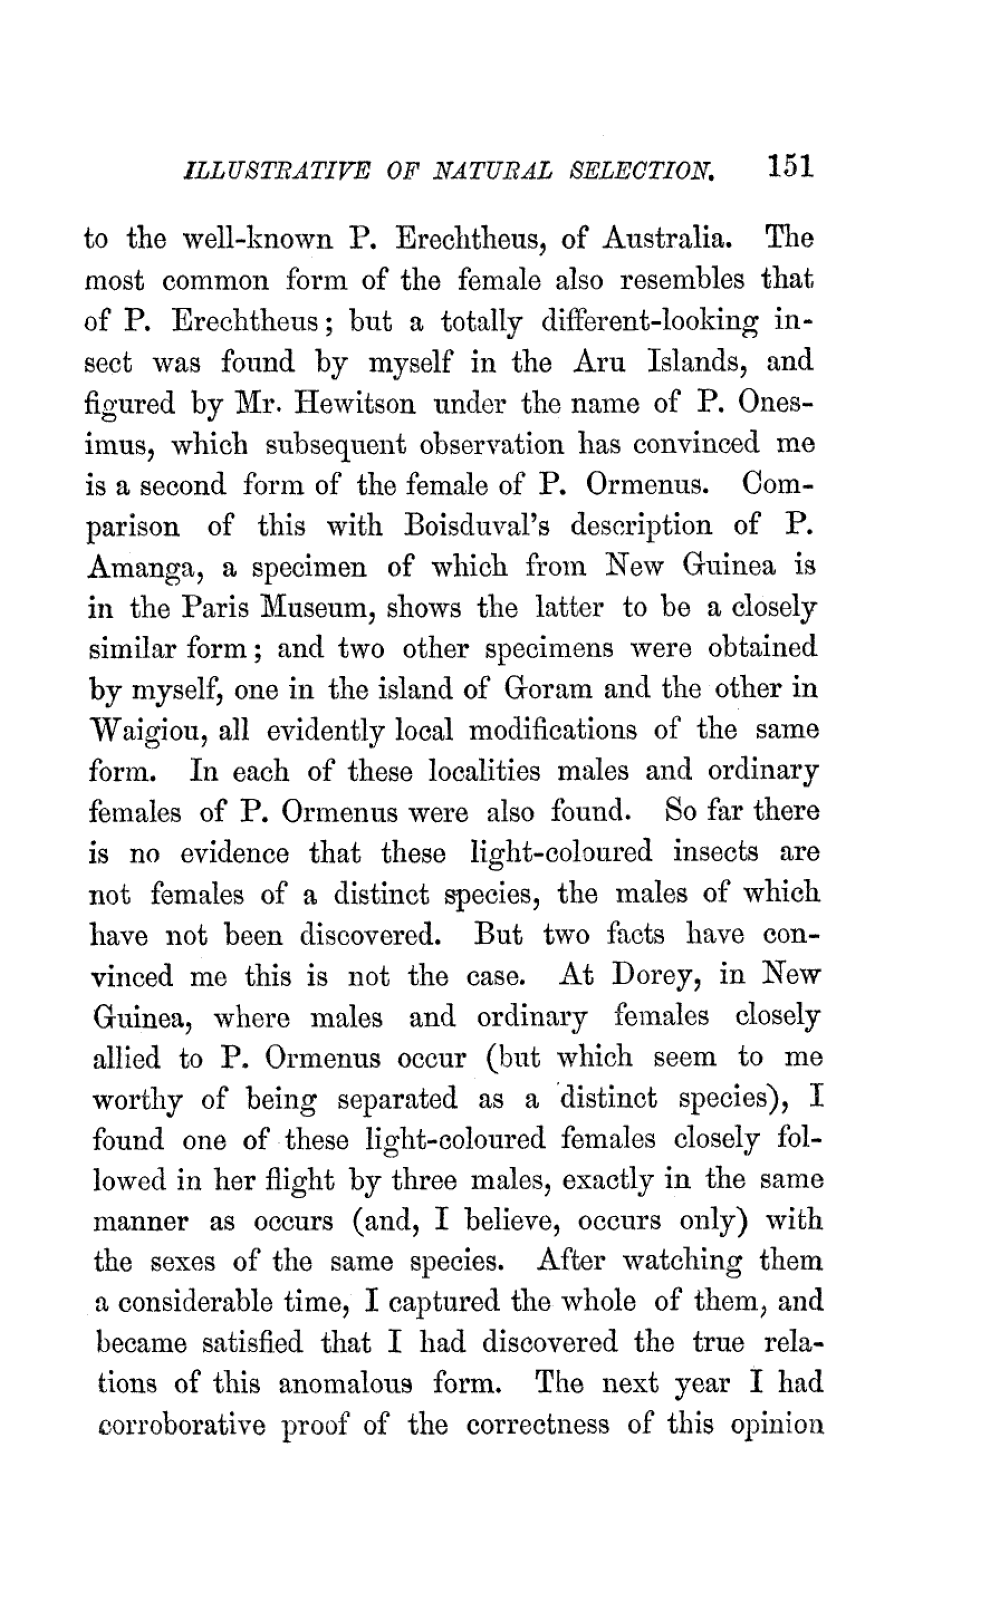 ILLUSTRATIVE OF NATURAL SELECTION. 151
to the well-known P. Erechtheus, of Australia. The
most common form of the female also resembles that
of P. Erechtheus; but a totally different-looking in-
sect was found by myself in the Aru Islands, and
figured by Mr. Hewitson under the name of P. Ones-
imus, which subsequent observation has convinced me
is a second form of the female of P. Ormenus. Com-
parison of this with Boisduval's description of P.
Amanga, a specimen of which from New Guinea is
in the Paris Museum, shows the latter to be a closely
similar form; and two other specimens were obtained
by myself, one in the island of Goram and the other in
Waigiou, all evidently local modifications of the same
form. In each of these localities males and ordinary
females of P. Ormenus were also found. So far there
is no evidence that these light-coloured insects are
not females of a distinct species, the males of which
have not been discovered. But two facts have con-
vinced me this is not the case. At Dorey, in New
Guinea, where males and ordinary females closely
allied to P. Ormenus occur (but which seem to me
worthy of being separated as a distinct species), I
found one of these light-coloured females closely fol-
lowed in her flight by three males, exactly in the same
manner as occurs (and, I believe, occurs only) with
the sexes of the same species. After watching them
a considerable time, I captured the whole of them, and
became satisfied that I had discovered the true rela-
tions of this anomalous form. The next year I had
corroborative proof of the correctness of this opinion